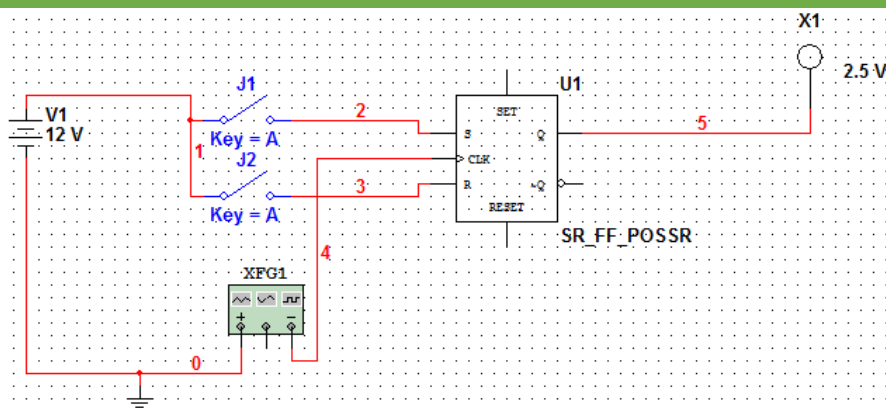 X1
2.5 V
J1
U1
V1
12 V
2
SET
S
Q
5
Key = A
1
J2
CLK
3
R
~Q
Key = A
RESET
SR_FF_POSSR
4
XFG1
+
−
0